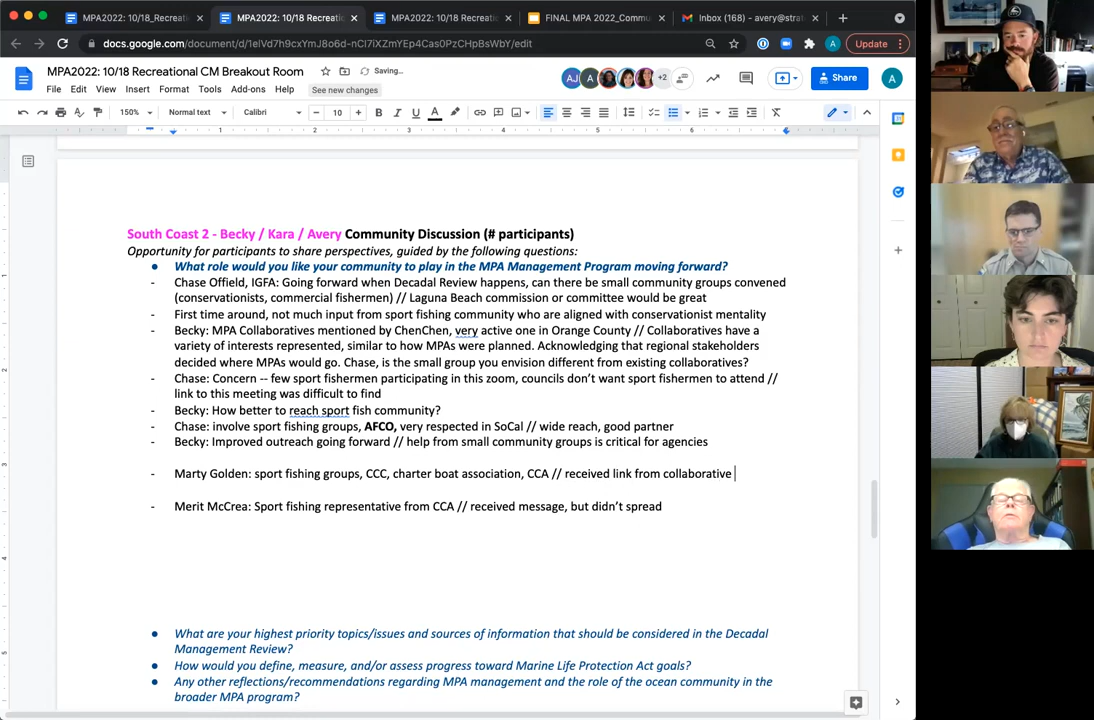 MPA2022: 10/18_Recreati
MPA2022: 10/18 Recreatio
MPA2022: 10/18 Recreatio
FINAL MPA 2022_Commu
Inbox (168) – avery@strat
docs.google.com/document/d/1elVd7h9cxYmJ8o6d-nCl7iXZmYEp4Cas0PzCHpBsWbY/edit
A
Update
MPA2022: 10/18 Recreational CM Breakout Room
Saving...
File Edit View Insert Format Tools Add-ons Help
See new changes
AJ
A
+2
Share
A
150%
Normal text
Calibri
10
B I U A
1 2 3 4 5 6
South Coast 2 - Becky / Kara / Avery Community Discussion (# participants)
Opportunity for participants to share perspectives, guided by the following questions:
● What role would you like your community to play in the MPA Management Program moving forward?
- Chase Offield, IGFA: Going forward when Decadal Review happens, can there be small community groups convened
(conservationists, commercial fishermen) // Laguna Beach commission or committee would be great
- First time around, not much input from sport fishing community who are aligned with conservationist mentality
- Becky: MPA Collaboratives mentioned by ChenChen, very active one in Orange County // Collaboratives have a
variety of interests represented, similar to how MPAs were planned. Acknowledging that regional stakeholders
decided where MPAs would go. Chase, is the small group you envision different from existing collaboratives?
- Chase: Concern -- few sport fishermen participating in this zoom, councils don't want sport fishermen to attend //
link to this meeting was difficult to find
- Becky: How better to reach sport fish community?
- Chase: involve sport fishing groups, AFCO, very respected in SoCal // wide reach, good partner
- Becky: Improved outreach going forward // help from small community groups is critical for agencies
- Marty Golden: sport fishing groups, CCC, charter boat association, CCA // received link from collaborative
- Merit McCrea: Sport fishing representative from CCA // received message, but didn't spread
● What are your highest priority topics/issues and sources of information that should be considered in the Decadal
Management Review?
● How would you define, measure, and/or assess progress toward Marine Life Protection Act goals?
● Any other reflections/recommendations regarding MPA management and the role of the ocean community in the
broader MPA program?